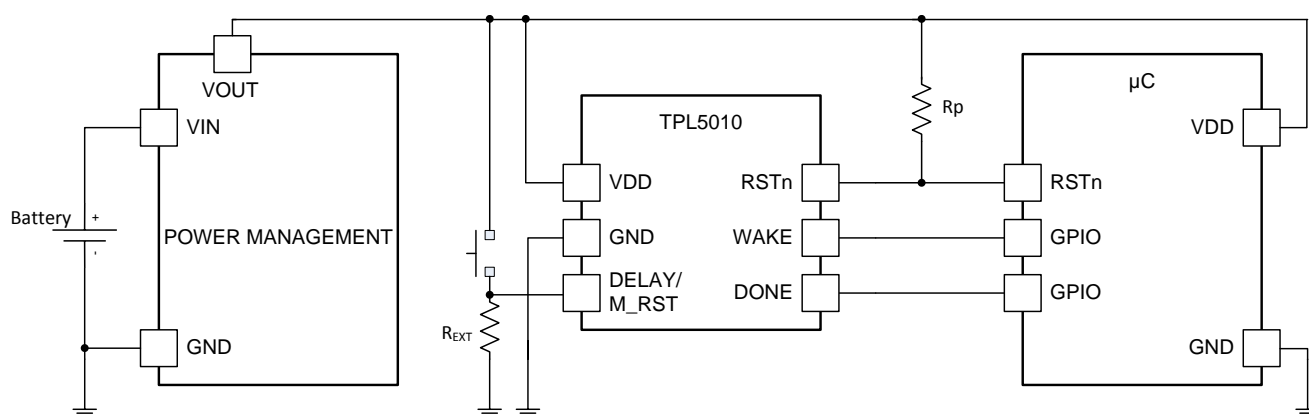 VOUT
VIN
Battery
+
-
POWER MANAGEMENT
GND
TPL5010
VDD
GND
DELAY/
M_RST
RSTn
WAKE
DONE
REXT
Rp
µC
VDD
RSTn
GPIO
GPIO
GND